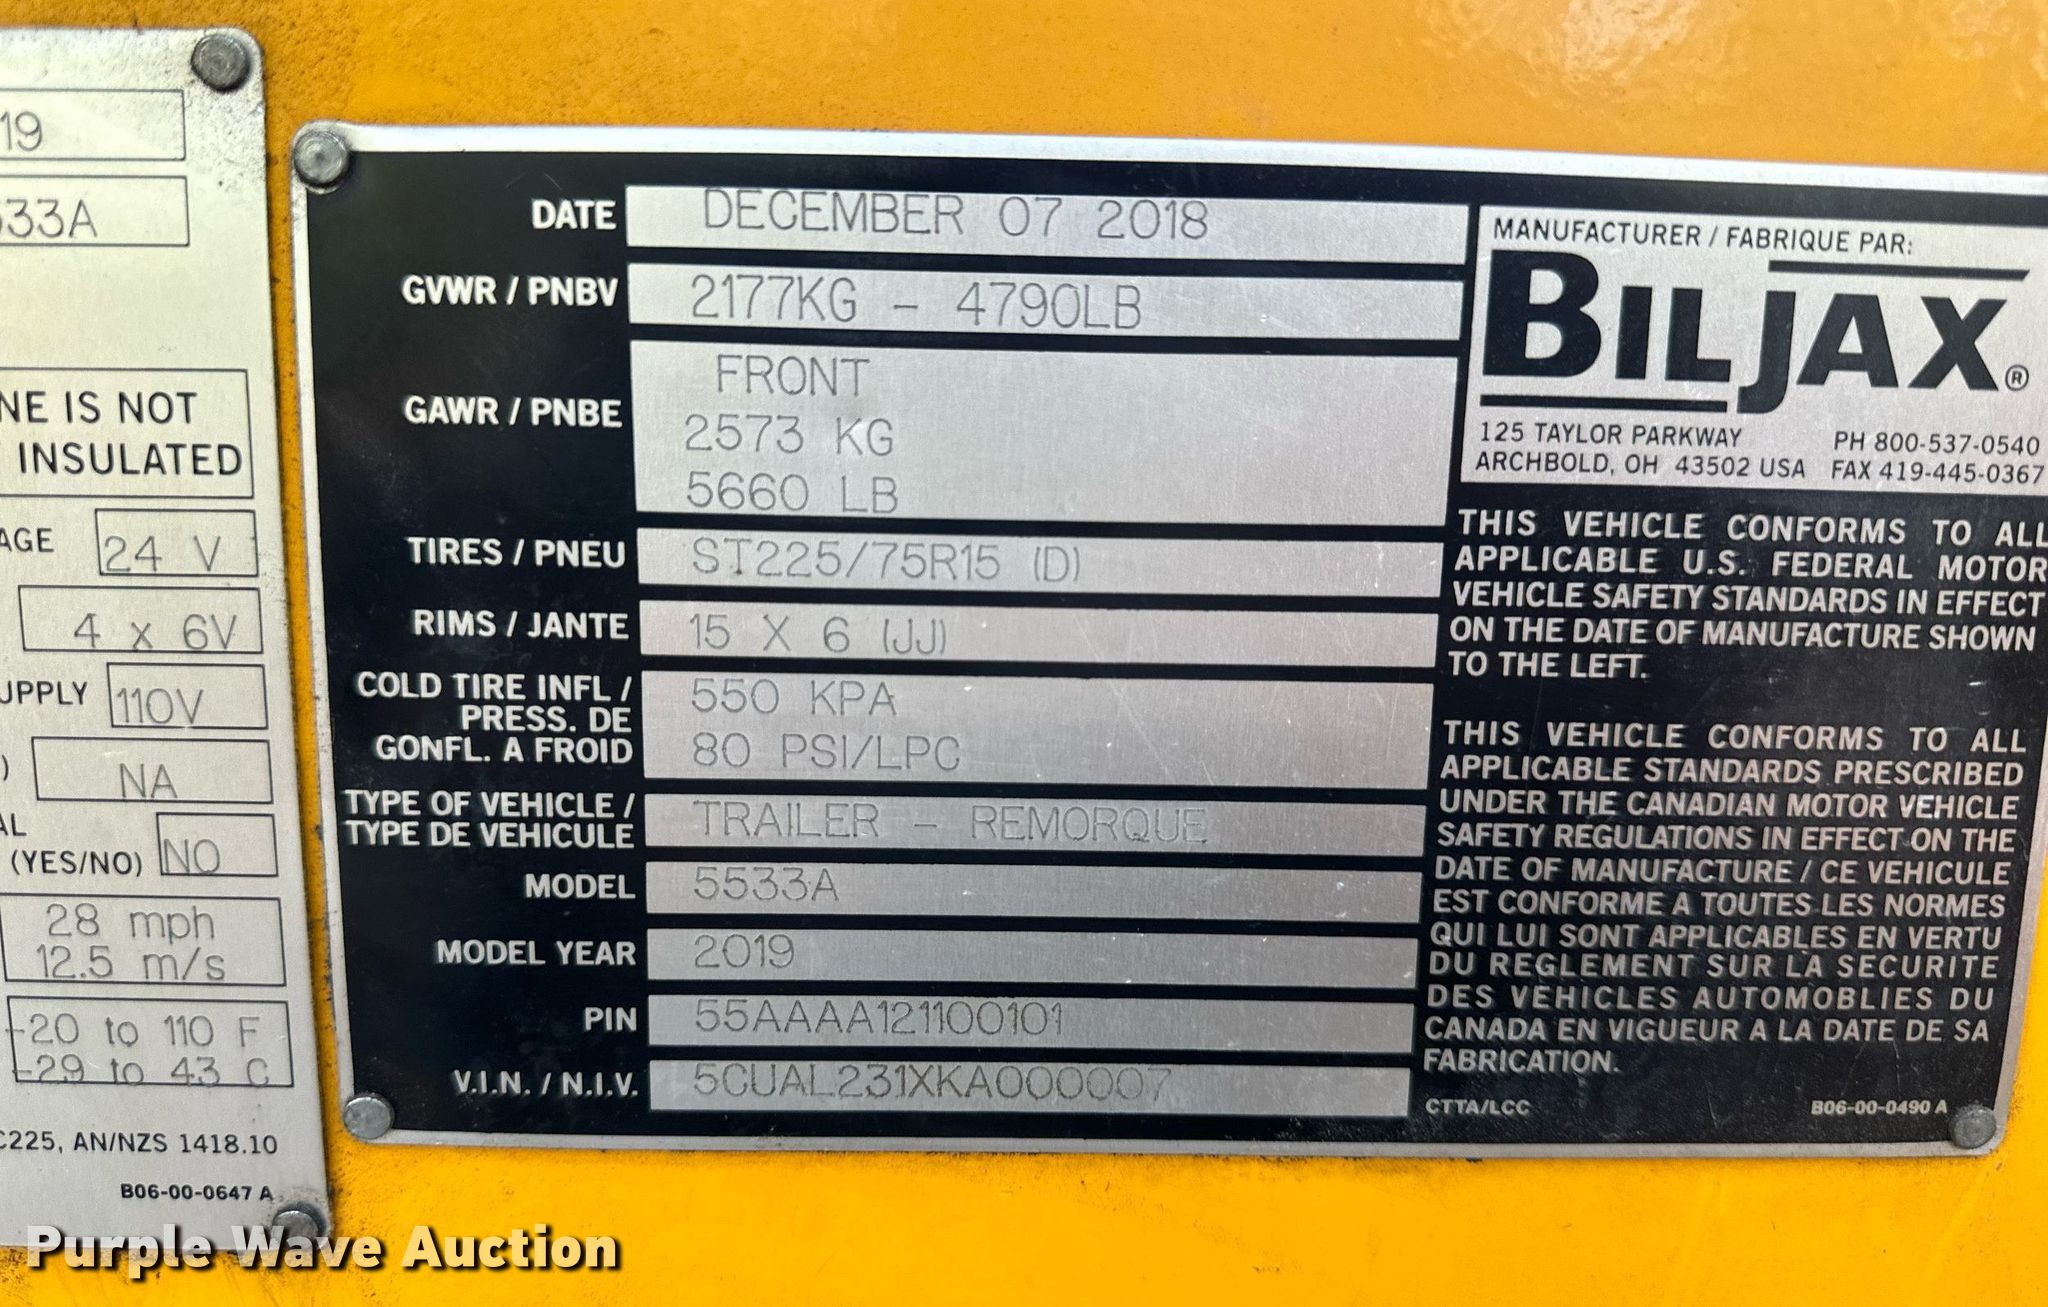 19
533A
NE IS NOT
INSULATED
AGE 24 V
4 x 6V
UPPLY 110V
) NA
AL
(YES/NO) NO
28 mph
12.5 m/s
-20 to 110 F
-29 to 43 C
C225, AN/NZS 1418.10
B06-00-0647 A
DATE DECEMBER 07 2018
GVWR / PNBV 2177KG - 4790LB
GAWR / PNBE FRONT
2573 KG
5660 LB
TIRES / PNEU ST225/75R15 (D)
RIMS / JANTE 15 X 6 (JJ)
COLD TIRE INFL / 550 KPA
PRESS. DE
GONFL. A FROID 80 PSI/LPC
TYPE OF VEHICLE / TRAILER - REMORQUE
TYPE DE VEHICULE
MODEL 5533A
MODEL YEAR 2019
PIN 55AAAA121100101
V.I.N. / N.I.V. 5CUAL231XKA000007
MANUFACTURER / FABRIQUE PAR:
BILJAX®
125 TAYLOR PARKWAY PH 800-537-0540
ARCHBOLD, OH 43502 USA FAX 419-445-0367
THIS VEHICLE CONFORMS TO ALL
APPLICABLE U.S. FEDERAL MOTOR
VEHICLE SAFETY STANDARDS IN EFFECT
ON THE DATE OF MANUFACTURE SHOWN
TO THE LEFT.
THIS VEHICLE CONFORMS TO ALL
APPLICABLE STANDARDS PRESCRIBED
UNDER THE CANADIAN MOTOR VEHICLE
SAFETY REGULATIONS IN EFFECT ON THE
DATE OF MANUFACTURE / CE VEHICULE
EST CONFORME A TOUTES LES NORMES
QUI LUI SONT APPLICABLES EN VERTU
DU REGLEMENT SUR LA SECURITE
DES VEHICLES AUTOMOBLIES DU
CANADA EN VIGUEUR A LA DATE DE SA
FABRICATION.
CTTA/LCC B06-00-0490 A
Purple Wave Auction